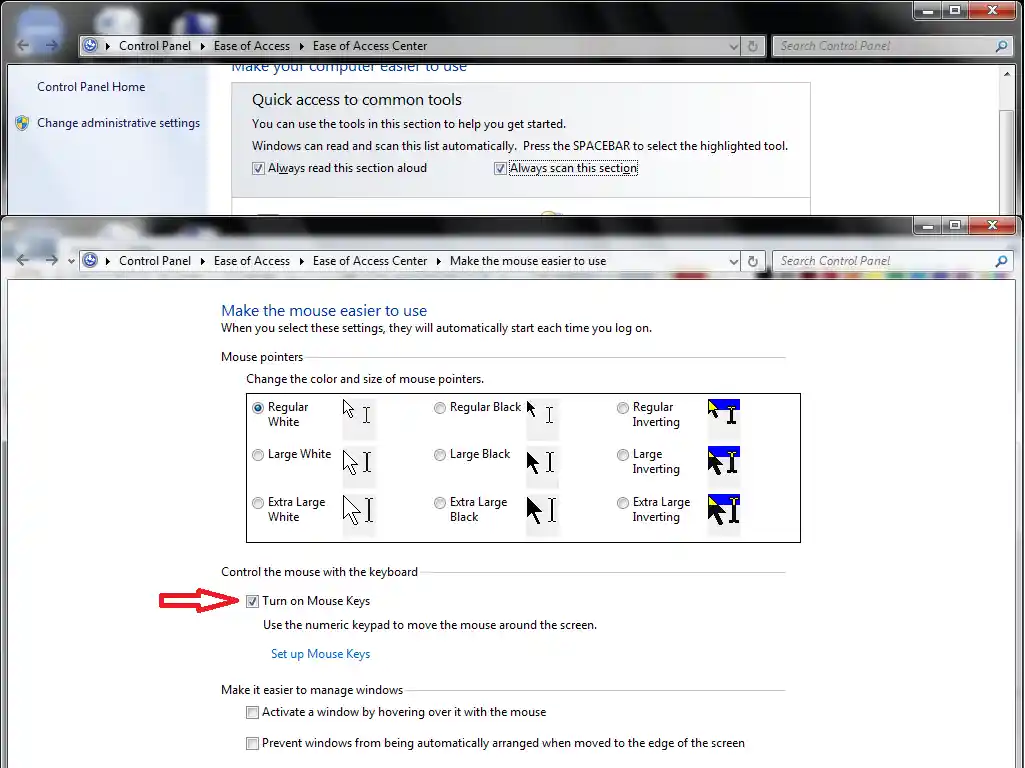 Control Panel Ease of Access Ease of Access Center
Search Control Panel
Make your computer easier to use
Control Panel Home
Change administrative settings
Quick access to common tools
You can use the tools in this section to help you get started.
Windows can read and scan this list automatically. Press the SPACEBAR to select the highlighted tool.
Always read this section aloud
Always scan this section
Control Panel Ease of Access Ease of Access Center Make the mouse easier to use
Search Control Panel
Make the mouse easier to use
When you select these settings, they will automatically start each time you log on.
Mouse pointers
Change the color and size of mouse pointers.
Regular
White
Regular Black
Regular
Inverting
Large White
Large Black
Large
Inverting
Extra Large
White
Extra Large
Black
Extra Large
Inverting
Control the mouse with the keyboard
Turn on Mouse Keys
Use the numeric keypad to move the mouse around the screen.
Set up Mouse Keys
Make it easier to manage windows
Activate a window by hovering over it with the mouse
Prevent windows from being automatically arranged when moved to the edge of the screen